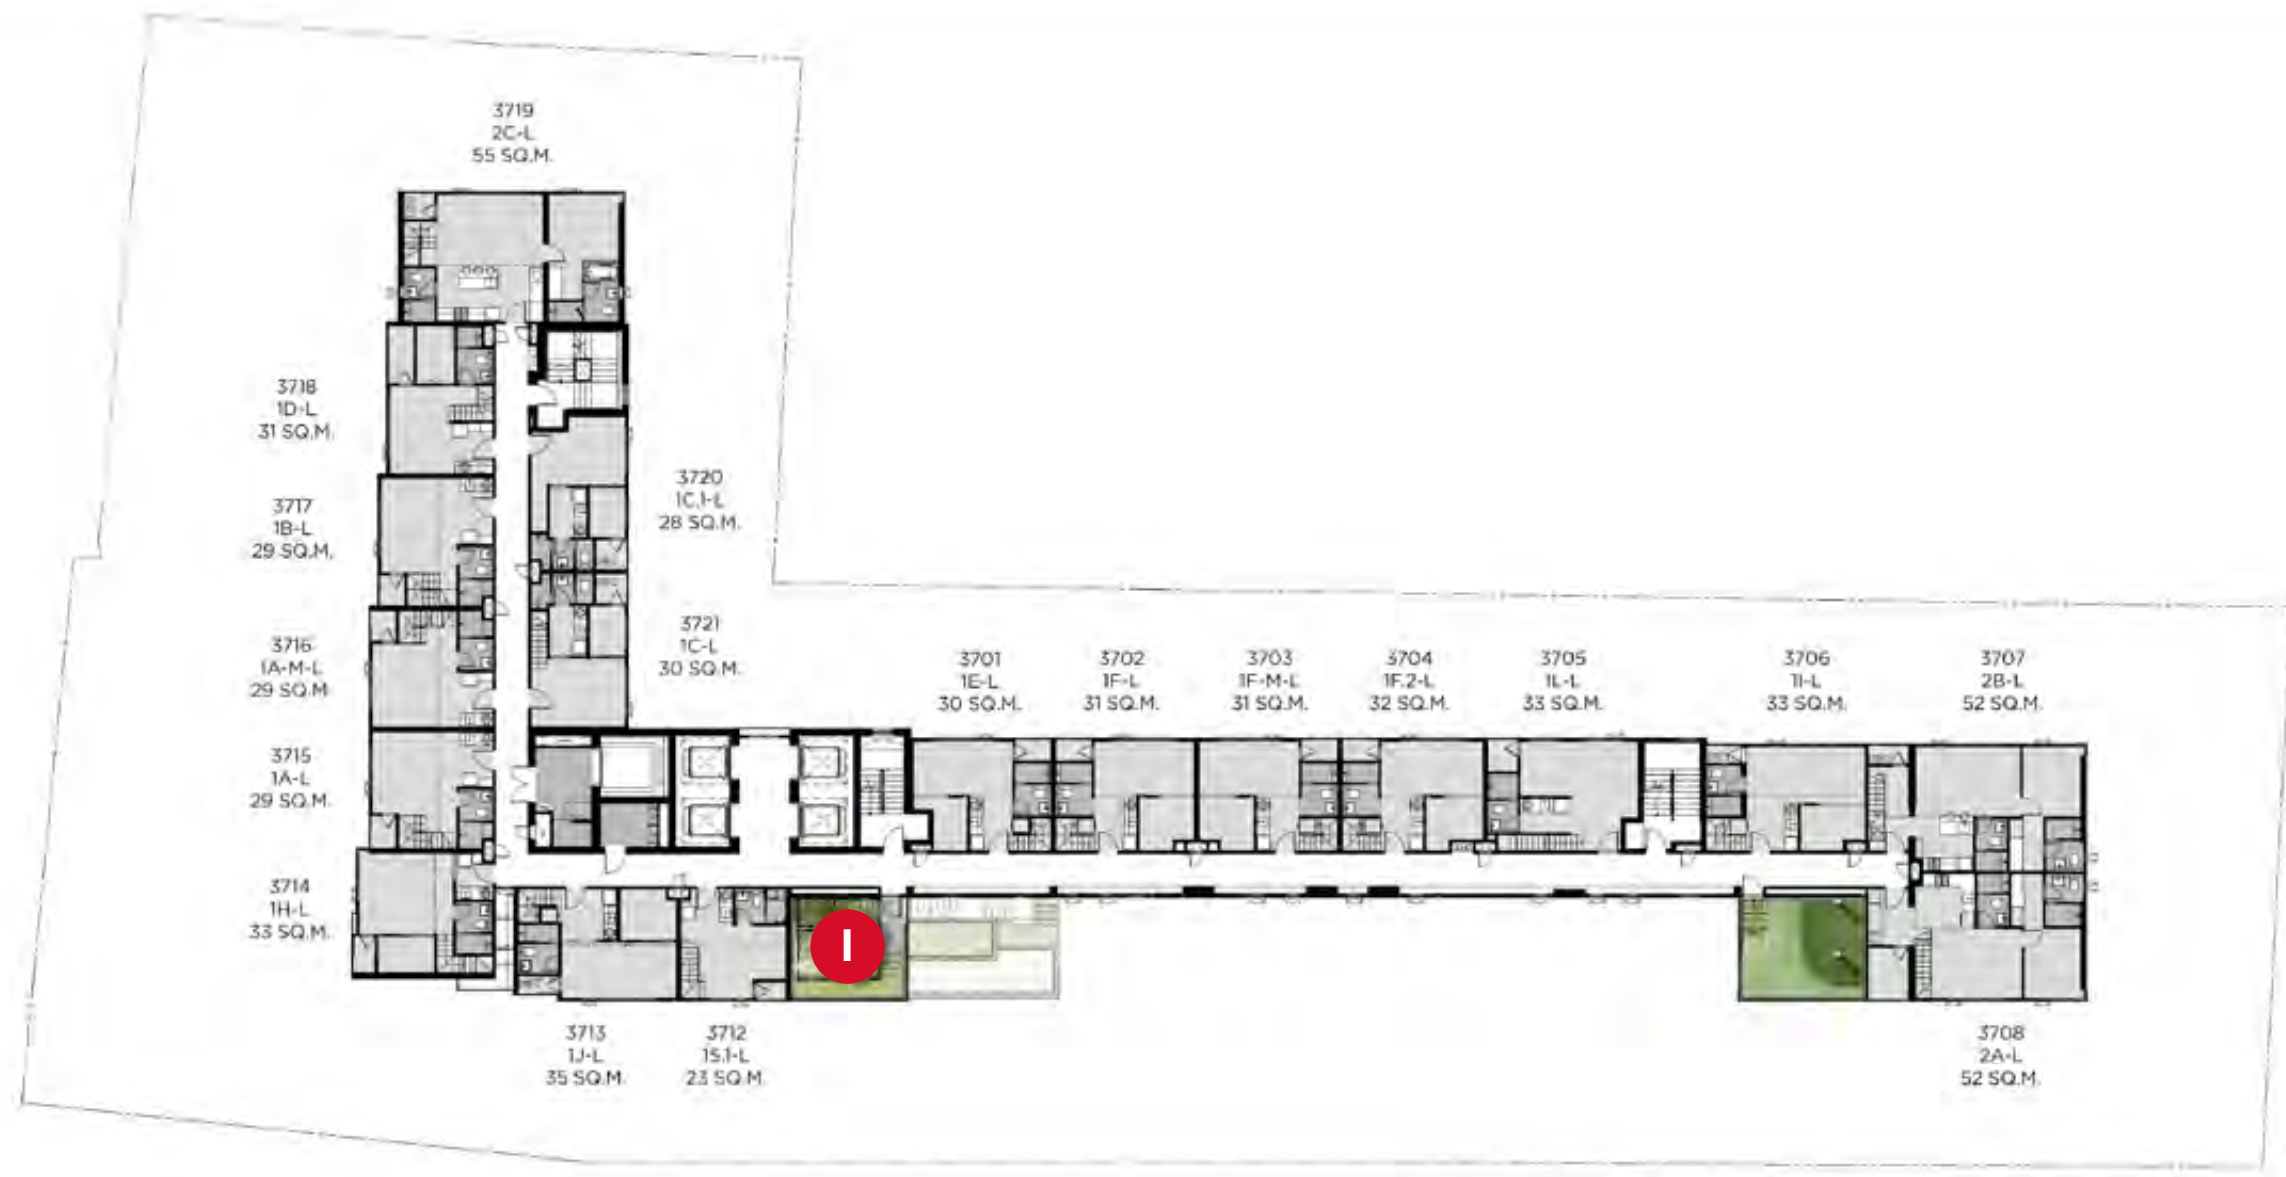 3719
2C-L
55 SQ.M.
3718
1D-L
31 SQ.M.
3717
1B-L
29 SQ.M.
3720
1C.1-L
28 SQ.M.
3716
1A-M-L
29 SQ.M
3721
1C-L
30 SQ.M.
3715
1A-L
29 SQ.M.
3701
1E-L
30 SQ.M.
3702
1F-L
31 SQ.M.
3703
1F-M-L
31 SQ.M.
3704
1F.2-L
32 SQ.M.
3705
1L-L
33 SQ.M.
3706
1I-L
33 SQ.M.
3707
2B-L
52 SQ.M.
3714
1H-L
33 SQ.M.
I
3713
1J-L
35 SQ.M.
3712
1S.1-L
23 SQ.M.
3708
2A-L
52 SQ.M.